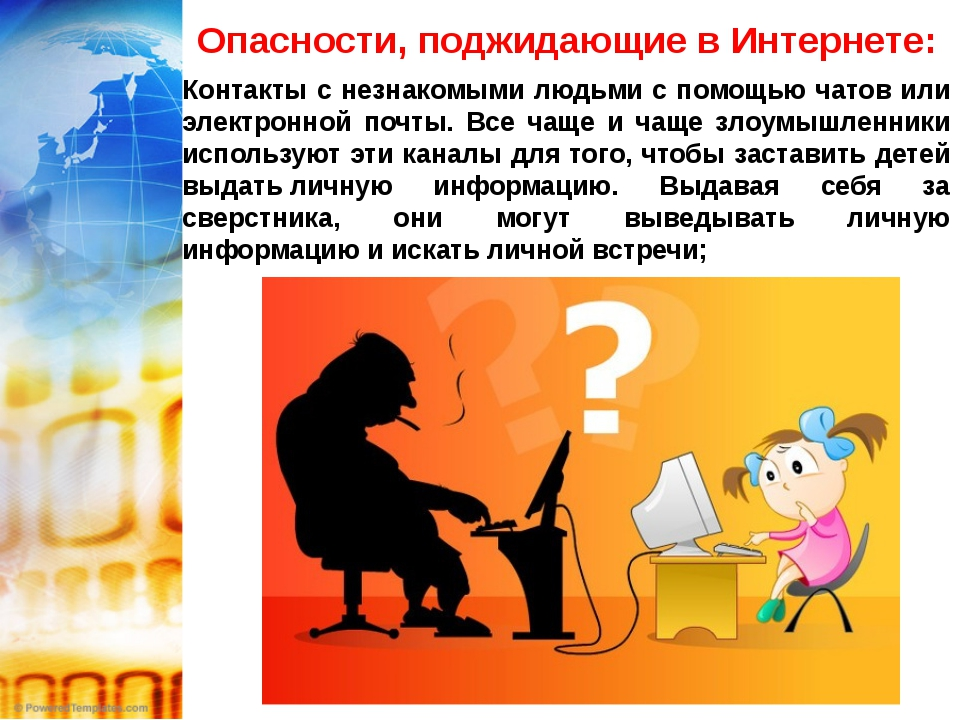 Опасности, поджидающие в Интернете:
Контакты с незнакомыми людьми с помощью чатов или
электронной почты. Все чаще и чаще злоумышленники
используют эти каналы для того, чтобы заставить детей
выдать личную информацию. Выдавая себя за
сверстника, они могут выведывать личную
информацию и искать личной встречи;
???
© PoweredTemplates.com